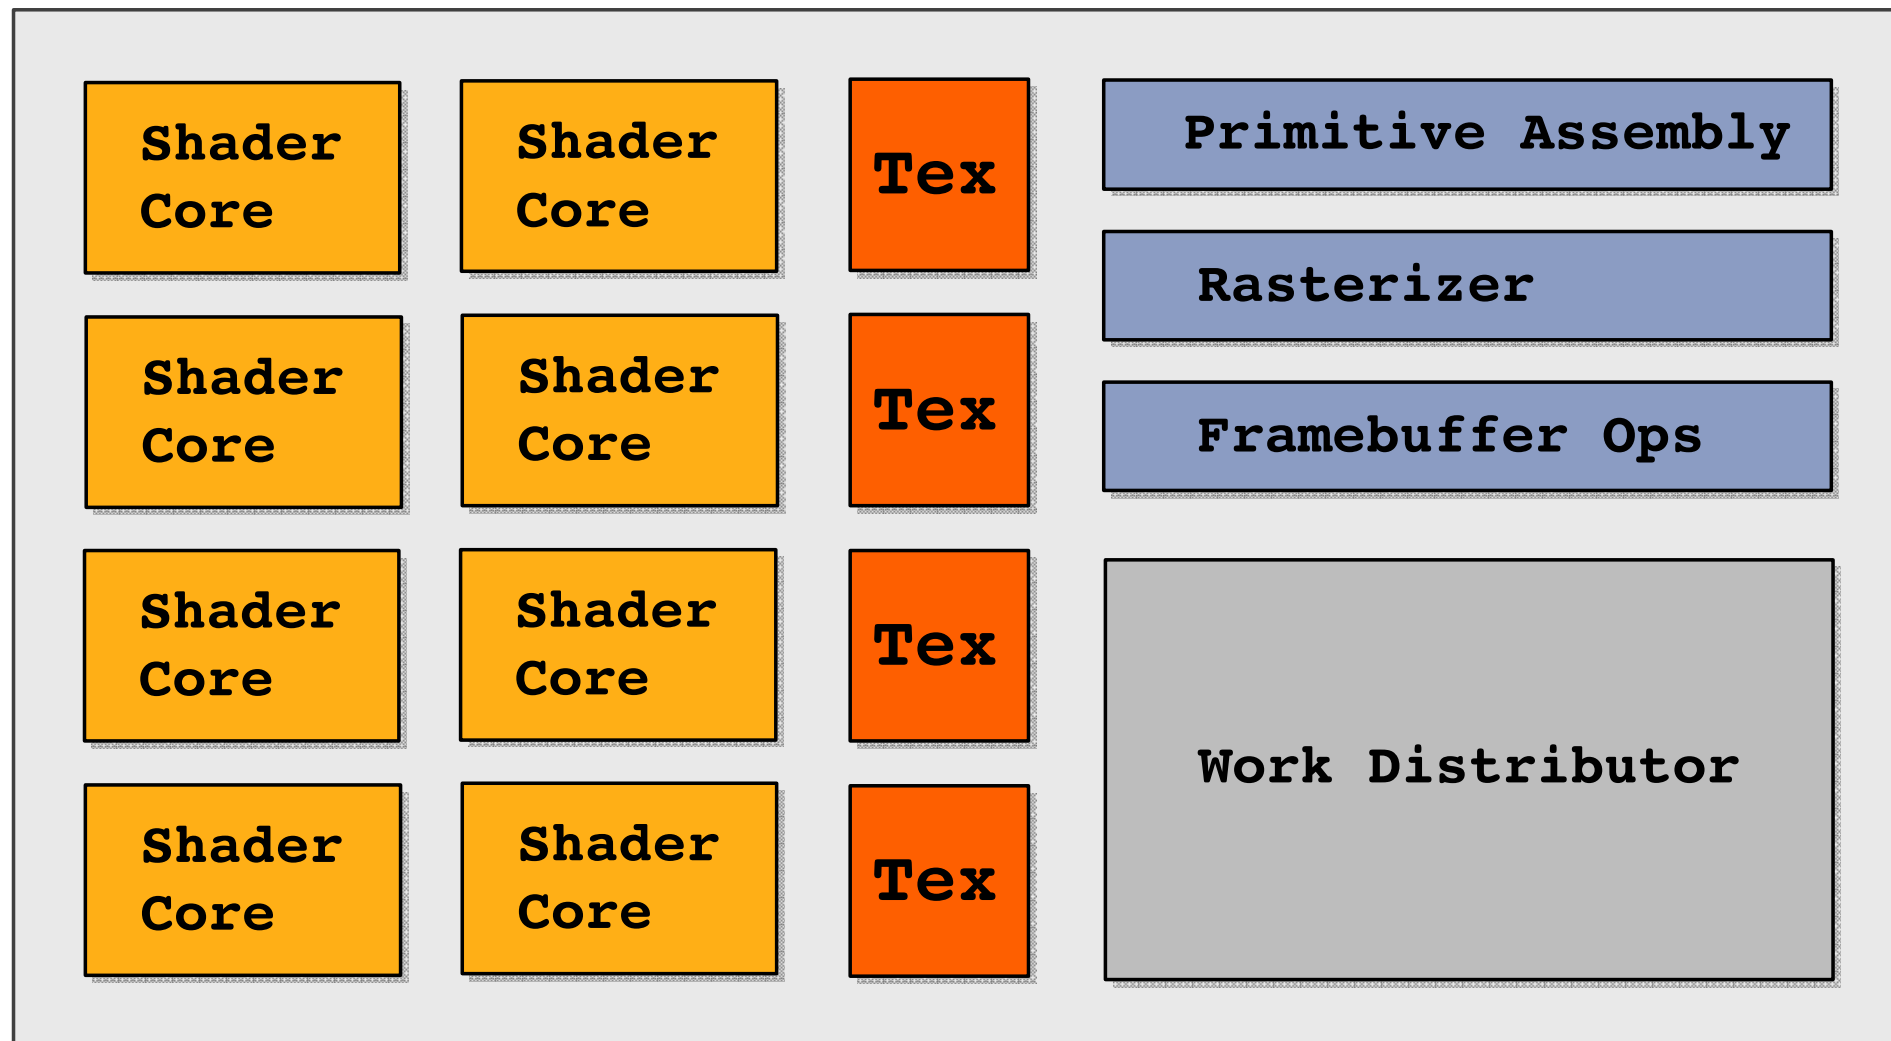 Shader
Core
Shader
Core
Tex
Primitive Assembly
Rasterizer
Shader
Core
Shader
Core
Tex
Framebuffer Ops
Shader
Core
Shader
Core
Tex
Work Distributor
Shader
Core
Shader
Core
Tex